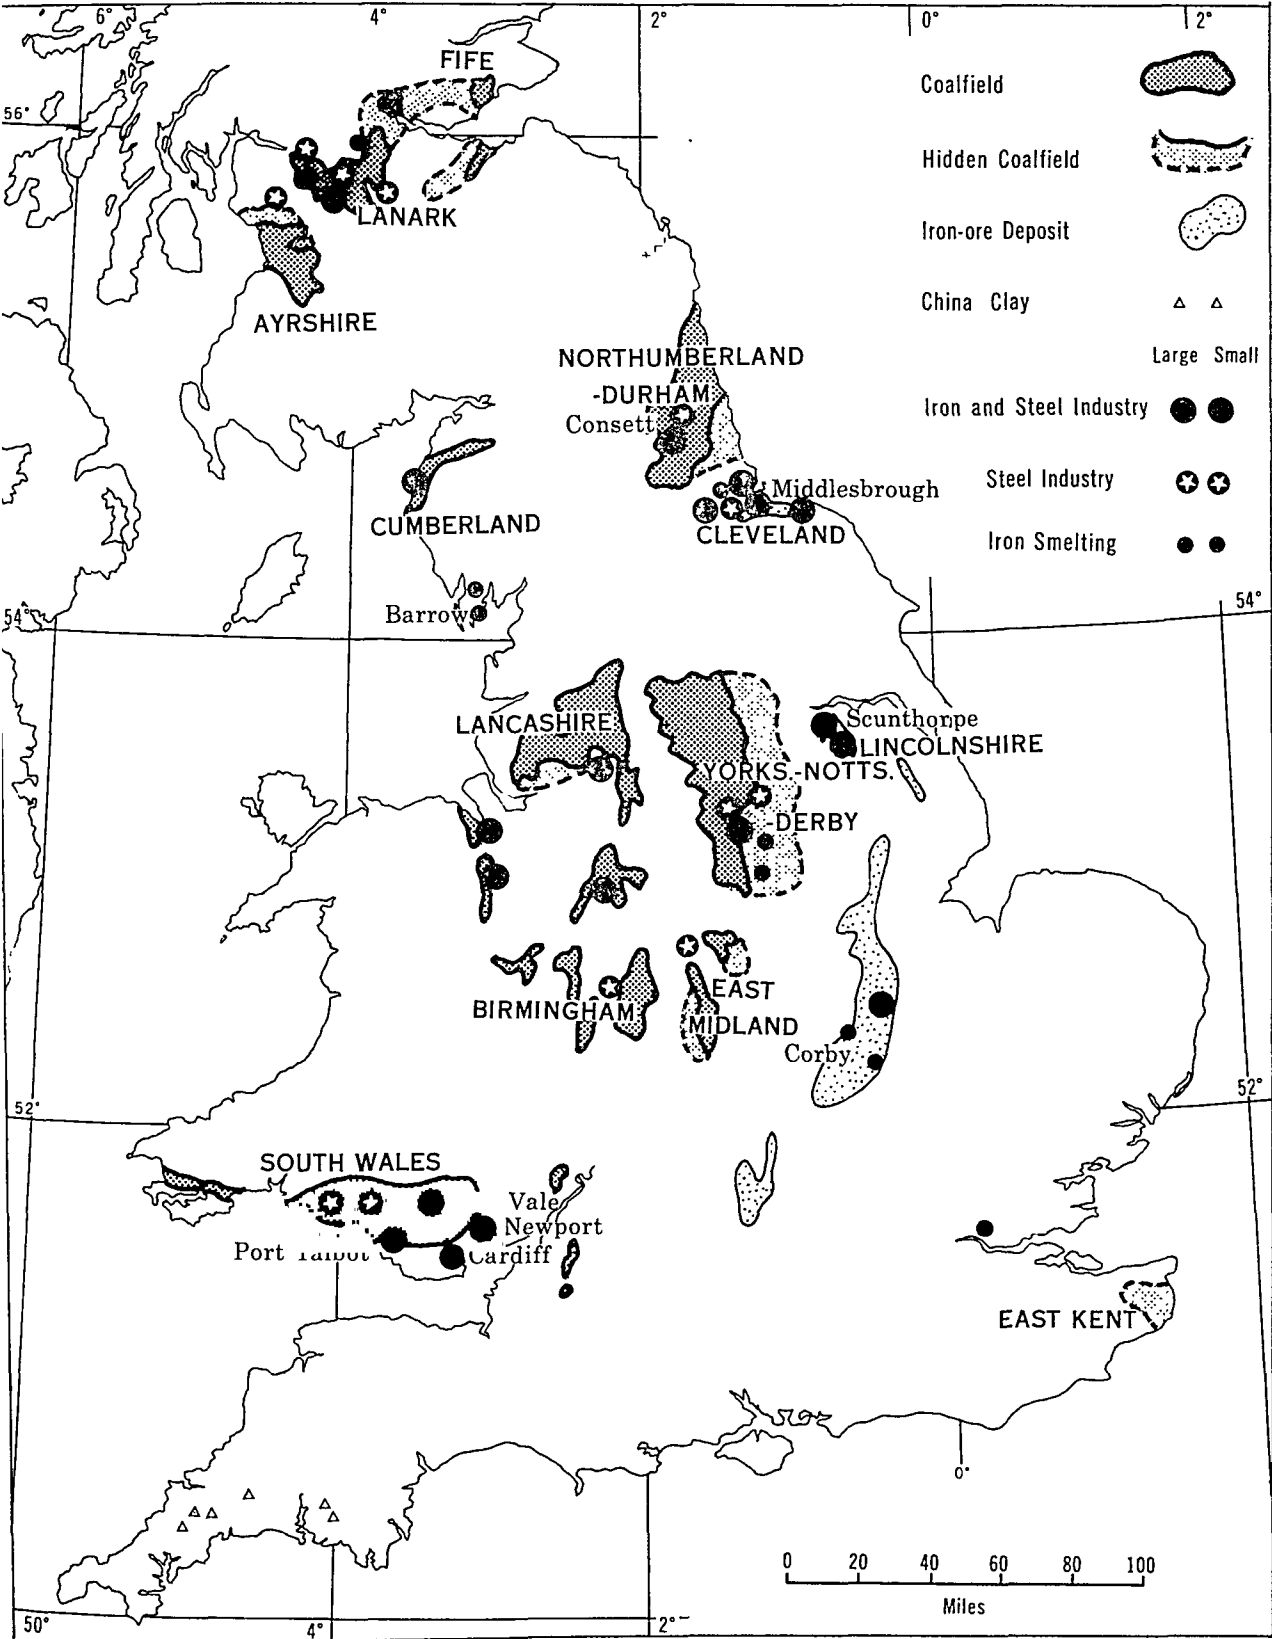 6°
4°
2°
0°
2°
FIFE
Coalfield
56°
Hidden Coalfield
LANARK
Iron-ore Deposit
China Clay
AYRSHIRE
Large Small
NORTHUMBERLAND
-DURHAM
Iron and Steel Industry
Consett
Steel Industry
Middlesbrough
CUMBERLAND
CLEVELAND
Iron Smelting
54°
54°
Barrow
LANCASHIRE
Scunthorpe
LINCOLNSHIRE
YORKS.-NOTTS.
-DERBY
EAST
BIRMINGHAM
MIDLAND
Corby
52°
52°
SOUTH WALES
Vale
Newport
Port Talbot
Cardiff
EAST KENT
0°
0 20 40 60 80 100
Miles
50°
4°
2°